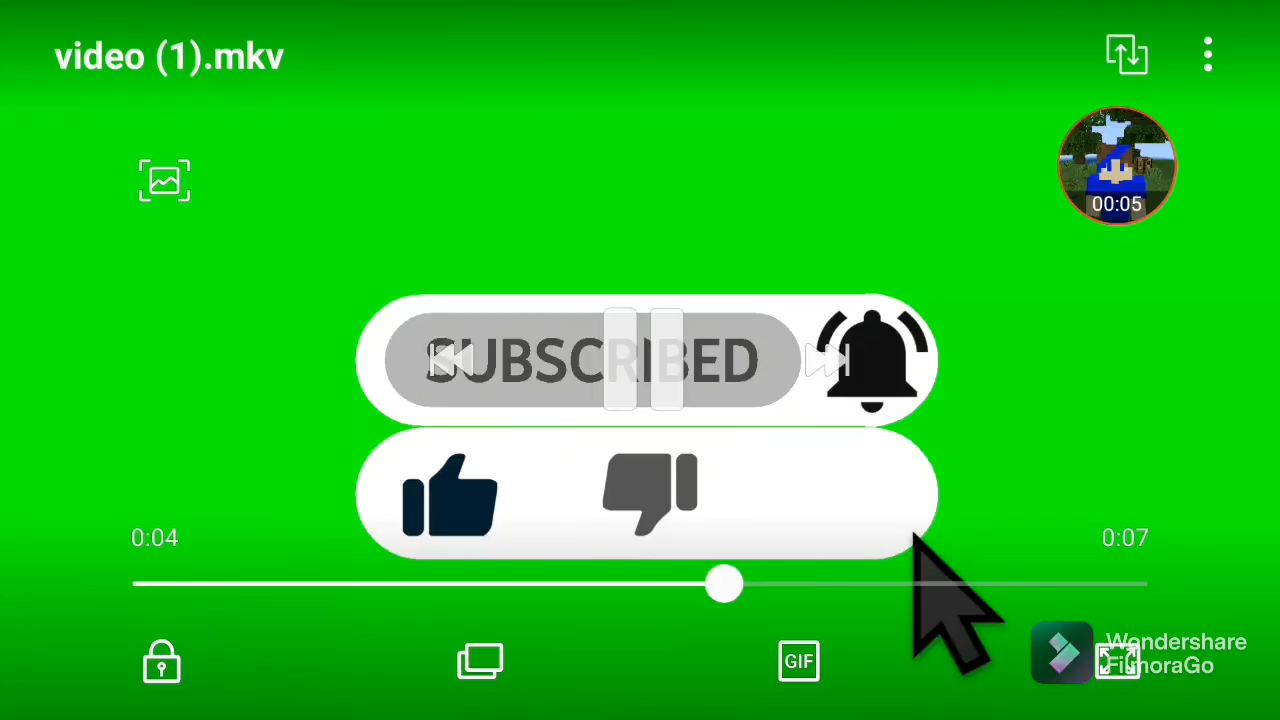 video (1).mkv
00:05
SUBSCRIBED
0:04
0:07
GIF
Wondershare
FilmoraGo